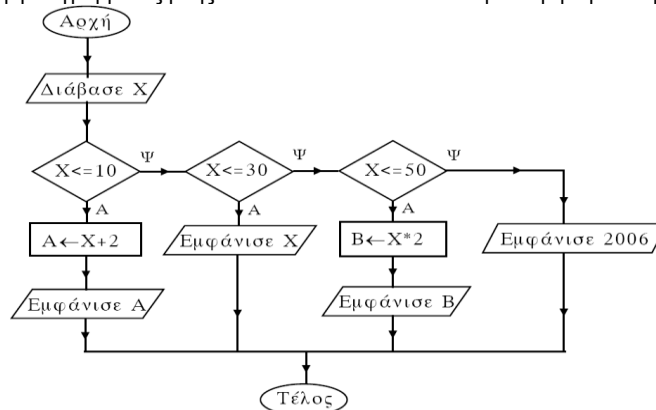 Αρχή
Διάβασε X
X<=10
Ψ
X<=30
Ψ
X<=50
Ψ
Α
Α
Α
A←X+2
Εμφάνισε X
B←X*2
Εμφάνισε 2006
Εμφάνισε A
Εμφάνισε B
Τέλος